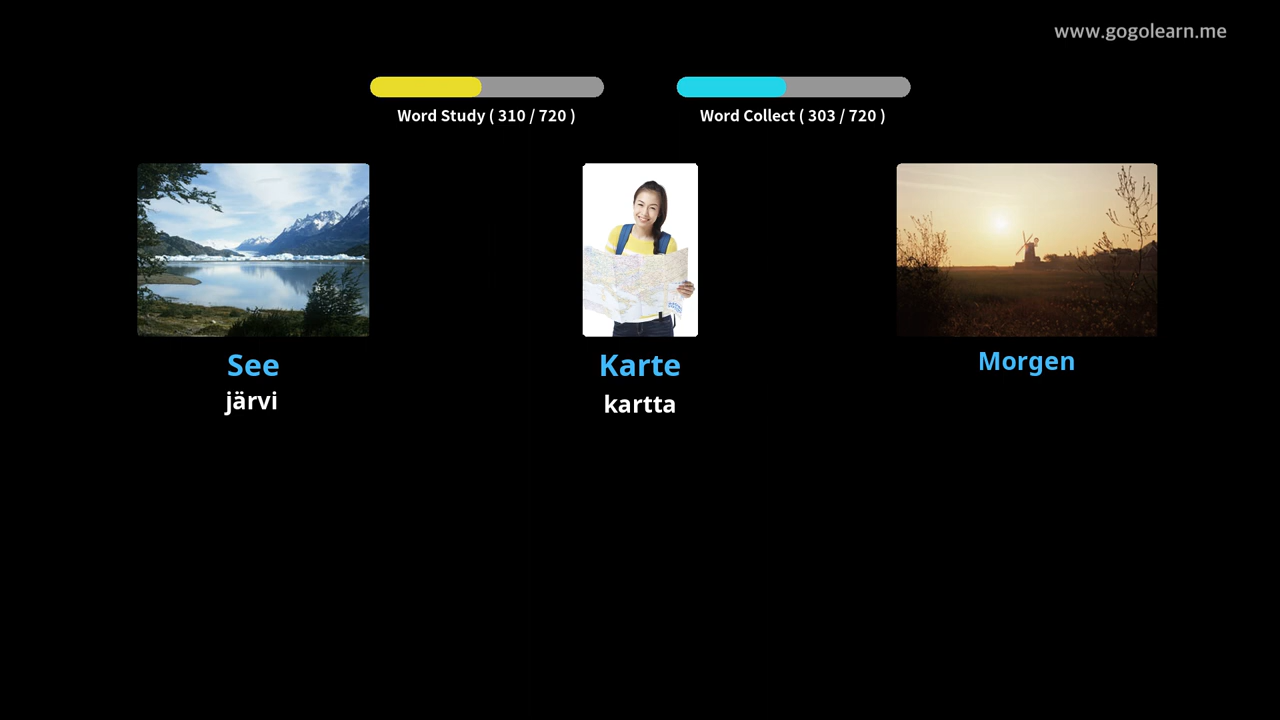 www.gogolearn.me
Word Study ( 310 / 720 )
Word Collect ( 303 / 720 )
See
järvi
Karte
kartta
Morgen